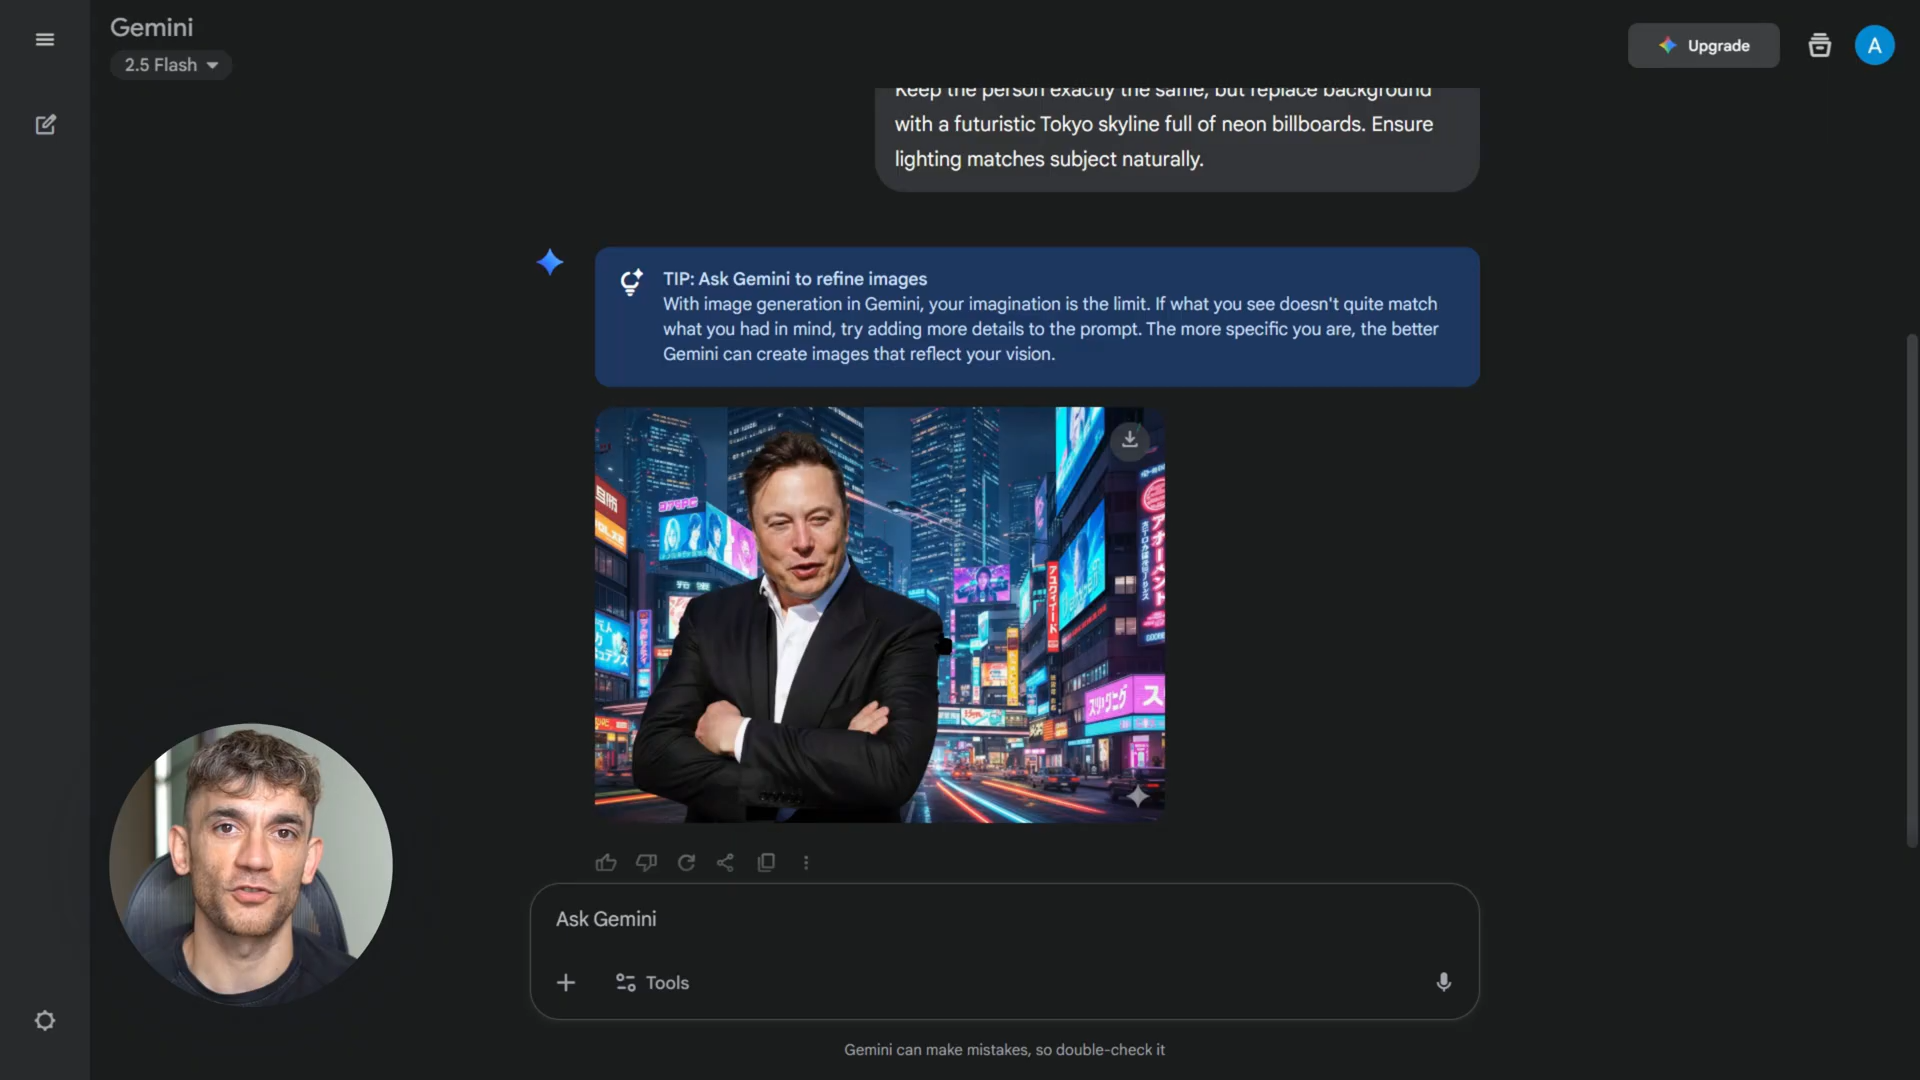 Gemini
2.5 Flash
Upgrade
A
Keep the person exactly the same, but replace background
with a futuristic Tokyo skyline full of neon billboards. Ensure
lighting matches subject naturally.
TIP: Ask Gemini to refine images
With image generation in Gemini, your imagination is the limit. If what you see doesn't quite match
what you had in mind, try adding more details to the prompt. The more specific you are, the better
Gemini can create images that reflect your vision.
Ask Gemini
Tools
Gemini can make mistakes, so double-check it